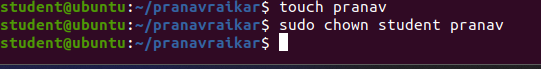 student@ubuntu:~/pranavraikar$ touch pranav
student@ubuntu:~/pranavraikar$ sudo chown student pranav
student@ubuntu:~/pranavraikar$